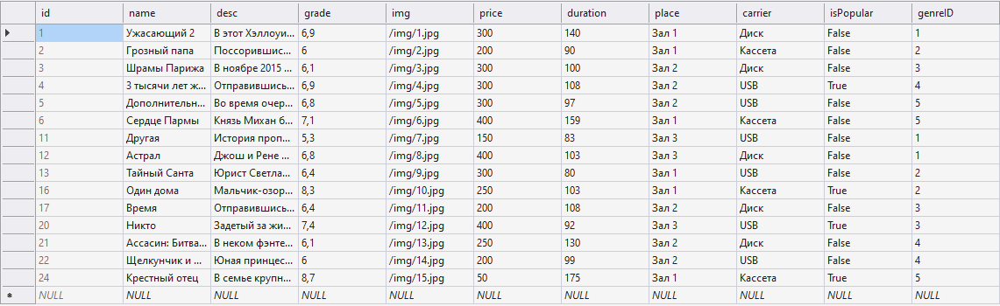 id name desc grade img price duration place carrier isPopular genreID
1 Ужасающий 2 В этот Хэллоуи... 6,9 /img/1.jpg 300 140 Зал 1 Диск False 1
2 Грозный папа Поссорившис... 6 /img/2.jpg 200 90 Зал 1 Кассета False 2
3 Шрамы Парижа В ноябре 2015 ... 6,1 /img/3.jpg 300 100 Зал 2 Диск False 3
4 3 тысячи лет ж... Отправившись... 6,9 /img/4.jpg 300 108 Зал 2 USB True 4
5 Дополнительн... Во время очер... 6,8 /img/5.jpg 300 97 Зал 2 USB False 5
6 Сердце Пармы Князь Михан б... 7,1 /img/6.jpg 400 159 Зал 1 Кассета False 5
11 Другая История проп... 5,3 /img/7.jpg 150 83 Зал 3 USB False 1
12 Астрал Джош и Рене ... 6,8 /img/8.jpg 400 103 Зал 3 Диск False 1
13 Тайный Санта Юрист Светла... 6,4 /img/9.jpg 300 80 Зал 1 USB False 2
16 Один дома Мальчик-озор... 8,3 /img/10.jpg 250 103 Зал 1 Кассета True 2
17 Время Отправившись... 6,4 /img/11.jpg 200 108 Зал 2 Диск False 3
20 Никто Задетый за жи... 7,4 /img/12.jpg 400 92 Зал 3 USB True 3
21 Ассасин: Битва... В неком фэнте... 6,1 /img/13.jpg 250 130 Зал 2 Диск False 4
22 Щелкунчик и ... Юная принцес... 6 /img/14.jpg 200 99 Зал 2 USB False 4
24 Крестный отец В семье крупн... 8,7 /img/15.jpg 50 175 Зал 1 Кассета True 5
NULL NULL NULL NULL NULL NULL NULL NULL NULL NULL NULL